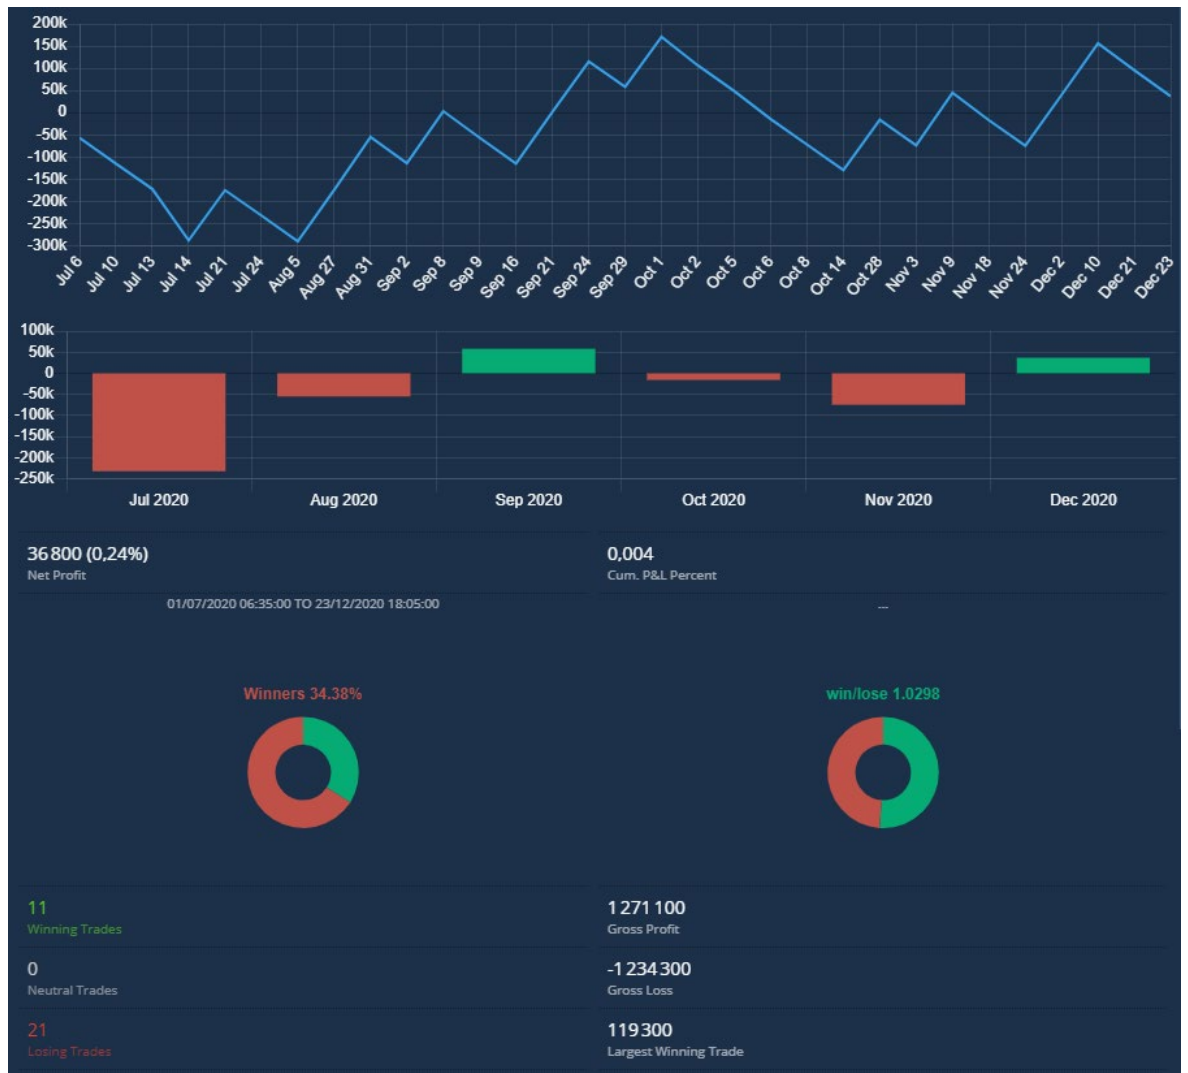 200k
150k
100k
50k
0
-50k
-100k
-150k
-200k
-250k
-300k
Jul 6 Jul 10 Jul 13 Jul 14 Jul 21 Jul 24 Aug 5 Aug 27 Aug 31 Sep 2 Sep 8 Sep 9 Sep 16 Sep 21 Sep 24 Sep 29 Oct 1 Oct 2 Oct 5 Oct 6 Oct 8 Oct 14 Oct 28 Nov 3 Nov 9 Nov 18 Nov 24 Dec 2 Dec 10 Dec 21 Dec 23
100k
50k
0
-50k
-100k
-150k
-200k
-250k
Jul 2020 Aug 2020 Sep 2020 Oct 2020 Nov 2020 Dec 2020
36 800 (0,24%)
Net Profit
0,004
Cum. P&L Percent
01/07/2020 06:35:00 TO 23/12/2020 18:05:00
...
Winners 34.38%
win/lose 1.0298
11
Winning Trades
1 271 100
Gross Profit
0
Neutral Trades
-1 234 300
Gross Loss
21
Losing Trades
119 300
Largest Winning Trade